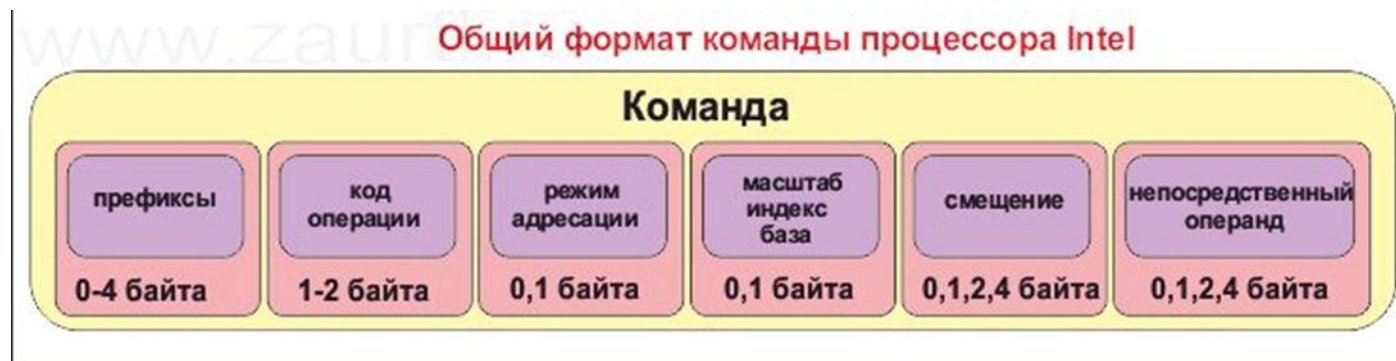 Общий формат команды процессора Intel
Команда
префиксы
код
операции
режим
адресации
масштаб
индекс
база
смещение
непосредственный
операнд
0-4 байта
1-2 байта
0,1 байта
0,1 байта
0,1,2,4 байта
0,1,2,4 байта